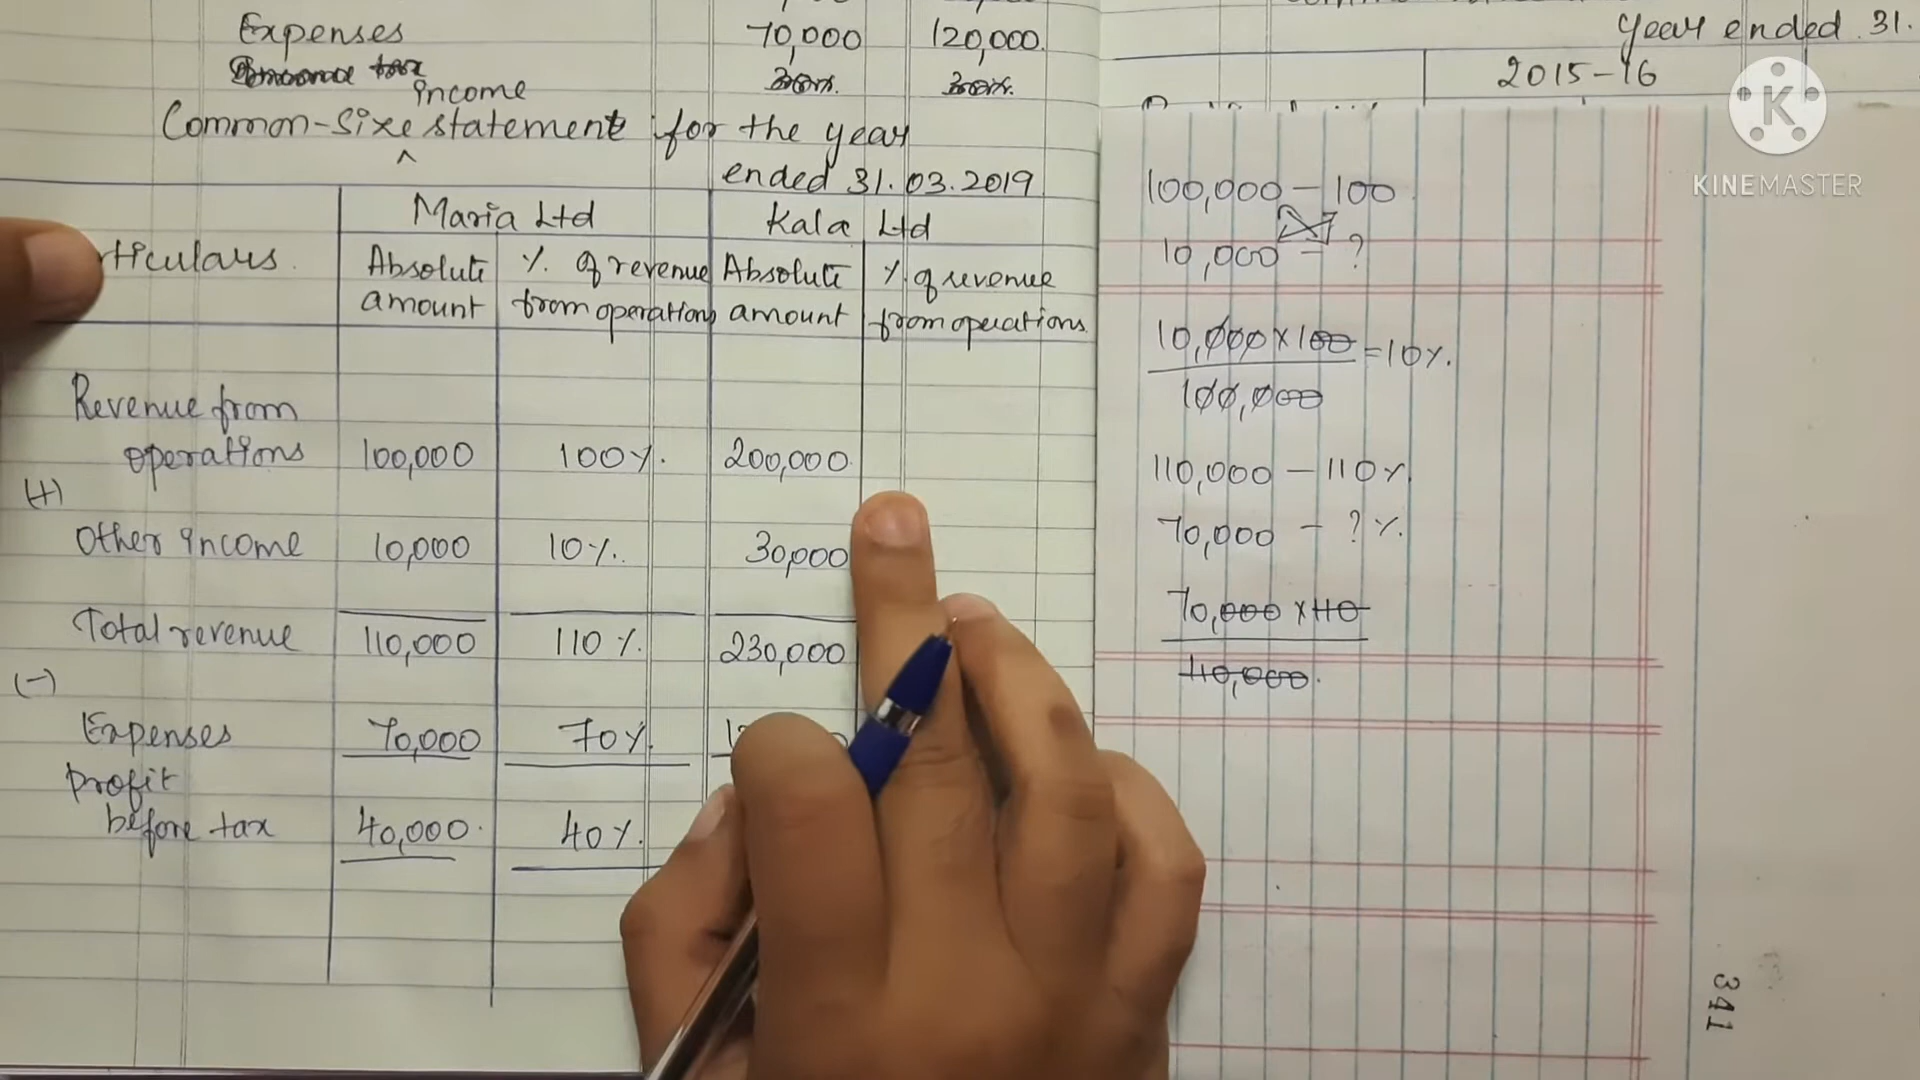 Expenses 70,000 120,000
income
Common-Size statement for the year
ended 31.03.2019
Maria Ltd Kala Ltd
rticulars Absolute amount % of revenue from operations Absolute amount % of revenue from operations
Revenue from
operations 100,000 100% 200,000
(+)
Other income 10,000 10% 30,000
Total revenue 110,000 110% 230,000
(-)
Expenses 70,000 70%
Profit
before tax 40,000 40%
year ended 31.
2015-16
KINEMASTER
100,000 - 100
10,000 - ?
10,000 x 100 = 10%
100,000
110,000 - 110%
70,000 - ? %
70,000 x 110
110,000
341